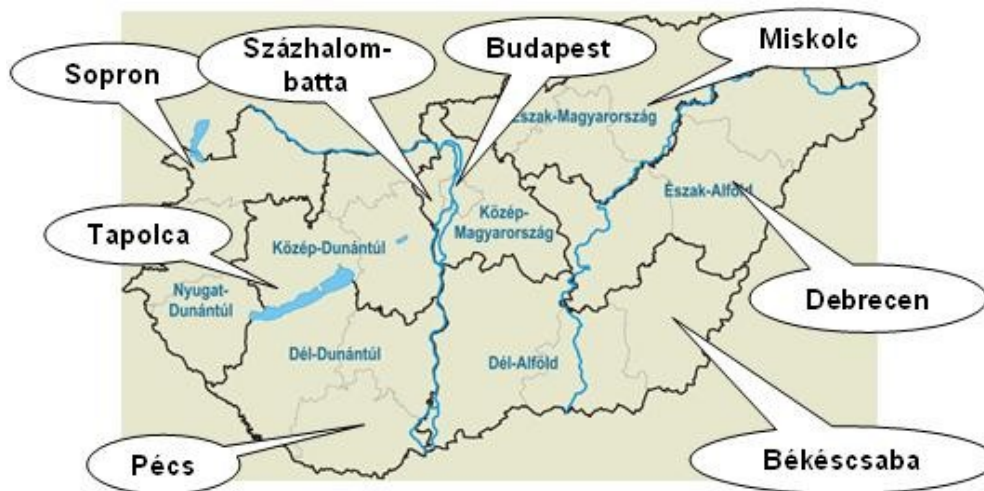 Sopron
Százhalom-
batta
Budapest
Miskolc
Észak-Magyarország
Észak-Alföld
Tapolca
Közép-Dunántúl
Közép-
Magyarország
Nyugat-
Dunántúl
Debrecen
Dél-Dunántúl
Dél-Alföld
Pécs
Békéscsaba